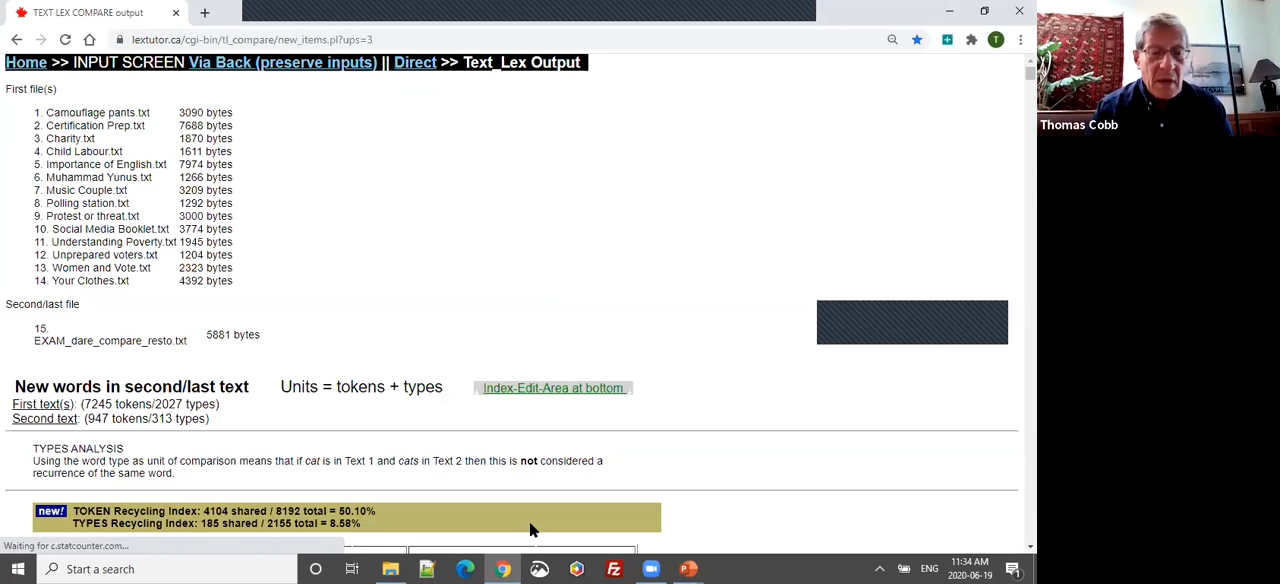 TEXT LEX COMPARE output
lextutor.ca/cgi-bin/tl_compare/new_items.pl?ups=3
Home >> INPUT SCREEN Via Back (preserve inputs) || Direct >> Text_Lex Output
First file(s)
1. Camouflage pants.txt 3090 bytes
2. Certification Prep.txt 7688 bytes
3. Charity.txt 1870 bytes
4. Child Labour.txt 1611 bytes
5. Importance of English.txt 7974 bytes
6. Muhammad Yunus.txt 1266 bytes
7. Music Couple.txt 3209 bytes
8. Polling station.txt 1292 bytes
9. Protest or threat.txt 3000 bytes
10. Social Media Booklet.txt 3774 bytes
11. Understanding Poverty.txt 1945 bytes
12. Unprepared voters.txt 1204 bytes
13. Women and Vote.txt 2323 bytes
14. Your Clothes.txt 4392 bytes
Second/last file
15.
EXAM_dare_compare_resto.txt 5881 bytes
New words in second/last text Units = tokens + types Index-Edit-Area at bottom
First text(s): (7245 tokens/2027 types)
Second text: (947 tokens/313 types)
TYPES ANALYSIS
Using the word type as unit of comparison means that if cat is in Text 1 and cats in Text 2 then this is not considered a
recurrence of the same word.
new! TOKEN Recycling Index: 4104 shared / 8192 total = 50.10%
TYPES Recycling Index: 185 shared / 2155 total = 8.58%
Waiting for c.statcounter.com...
Start a search
ENG
11:34 AM
2020-06-19
T
Thomas Cobb